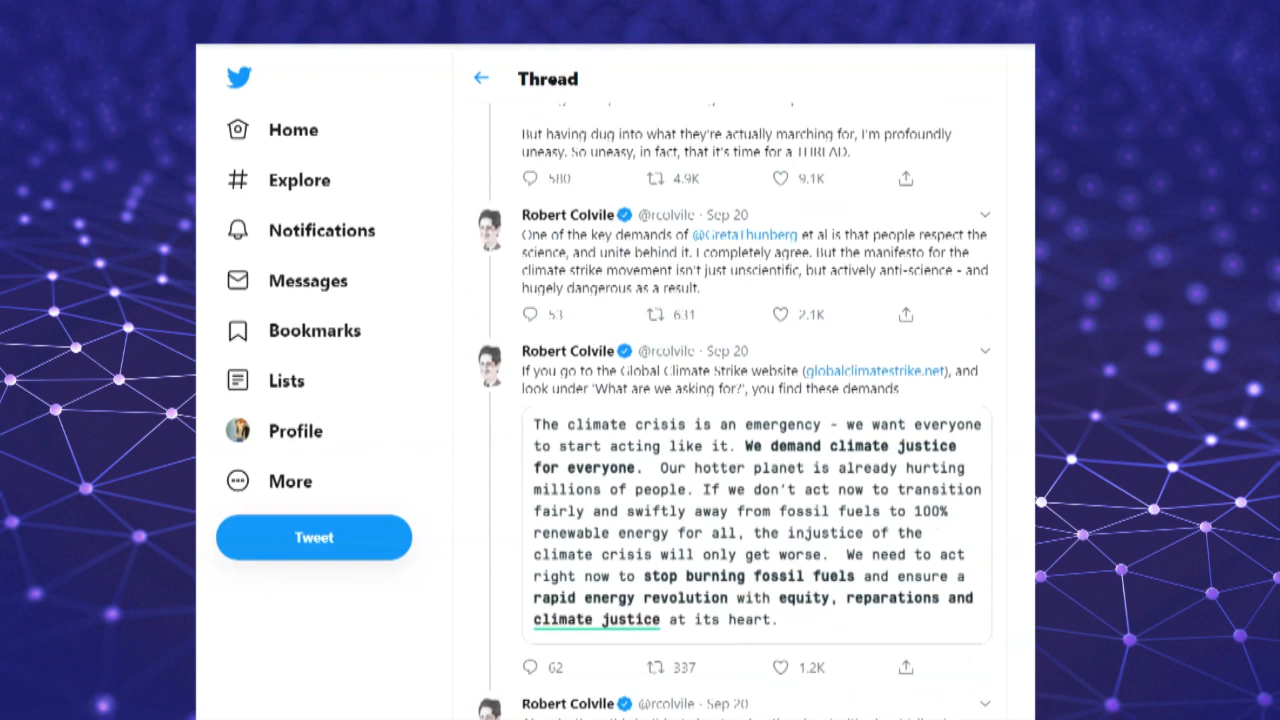 Thread
Home
Explore
Notifications
Messages
Bookmarks
Lists
Profile
More
Tweet
But having dug into what they're actually marching for, I'm profoundly
uneasy. So uneasy, in fact, that it's time for a THREAD.
580 4.9K 9.1K
Robert Colvile @rcolvile · Sep 20
One of the key demands of @GretaThunberg et al is that people respect the
science, and unite behind it. I completely agree. But the manifesto for the
climate strike movement isn't just unscientific, but actively anti-science - and
hugely dangerous as a result.
53 631 2.1K
Robert Colvile @rcolvile · Sep 20
If you go to the Global Climate Strike website (globalclimatestrike.net), and
look under 'What are we asking for?', you find these demands
The climate crisis is an emergency - we want everyone
to start acting like it. We demand climate justice
for everyone. Our hotter planet is already hurting
millions of people. If we don't act now to transition
fairly and swiftly away from fossil fuels to 100%
renewable energy for all, the injustice of the
climate crisis will only get worse. We need to act
right now to stop burning fossil fuels and ensure a
rapid energy revolution with equity, reparations and
climate justice at its heart.
62 337 1.2K
Robert Colvile @rcolvile · Sep 20